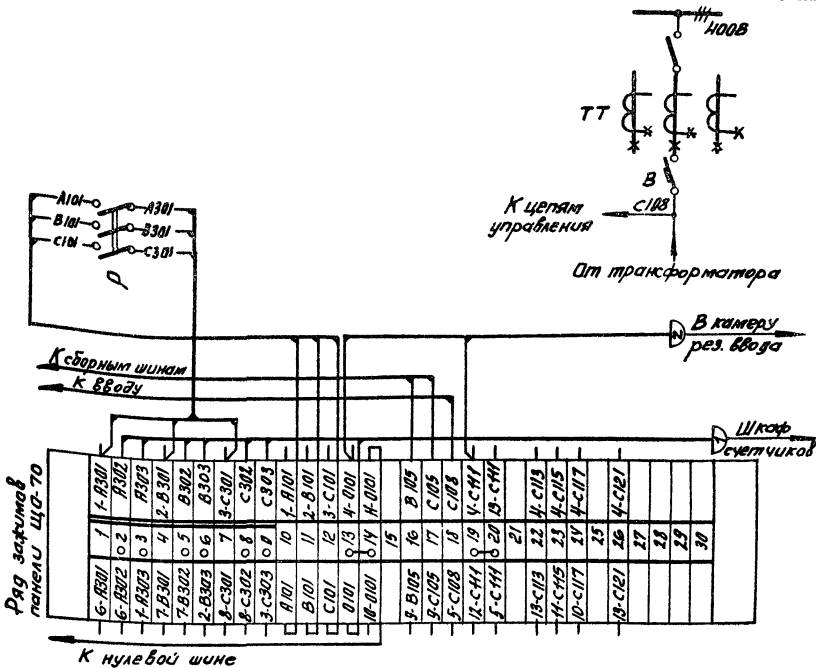 400В
ТТ
В
С108
К цепям
управления
От трансформатора
А101
А301
В101
В301
С101
С301
Р
2
В камеру
рез. ввода
К сборным шинам
К вводу
1
Шкаф
счетчиков
Ряд зажимов
панели ЩО-70
1-А301
А302
А303
2-В301
В302
В303
3-С301
С302
С303
1-А101
2-В101
3-С101
4-0101
Н-0101
В105
С105
С108
4-С111
13-С111
4-С113
4-С115
4-С117
4-С121
1 2 3 4 5 6 7 8 9 10 11 12 13 14 15 16 17 18 19 20 21 22 23 24 25 26 27 28 29 30
6-А301
6-А302
1-А303
7-В301
7-В302
2-В303
8-С301
8-С302
3-С303
А101
В101
С101
0101
10-0101
9-В105
9-С105
5-С108
12-С111
5-С111
13-С113
14-С115
10-С117
13-С121
К нулевой шине